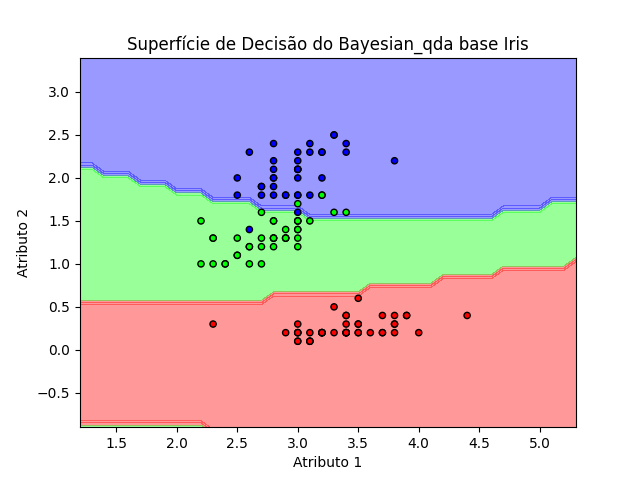 Superfície de Decisão do Bayesian_qda base Iris
Atributo 2
3.0
2.5
2.0
1.5
1.0
0.5
0.0
−0.5
1.5 2.0 2.5 3.0 3.5 4.0 4.5 5.0
Atributo 1